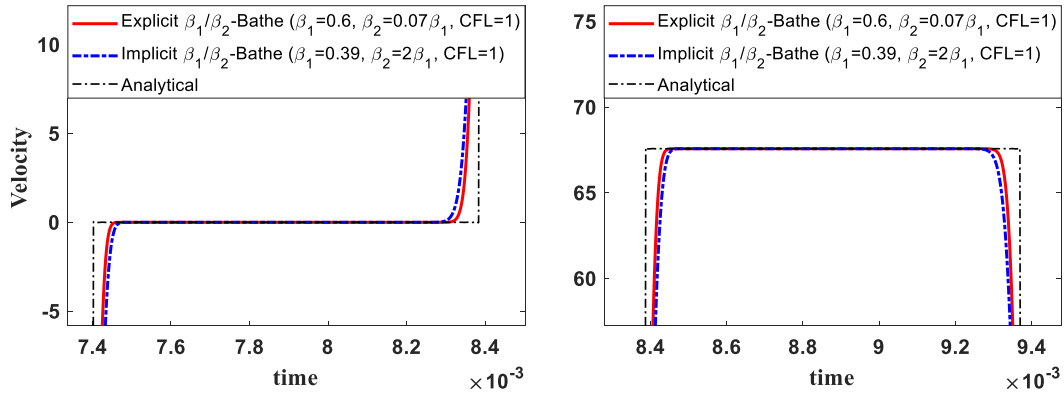 Explicit β1/β2-Bathe (β1=0.6, β2=0.07β1, CFL=1)
Implicit β1/β2-Bathe (β1=0.39, β2=2β1, CFL=1)
Analytical
10
5
0
-5
Velocity
7.4 7.6 7.8 8 8.2 8.4
time
×10-3
Explicit β1/β2-Bathe (β1=0.6, β2=0.07β1, CFL=1)
Implicit β1/β2-Bathe (β1=0.39, β2=2β1, CFL=1)
Analytical
75
70
65
60
8.4 8.6 8.8 9 9.2 9.4
time
×10-3